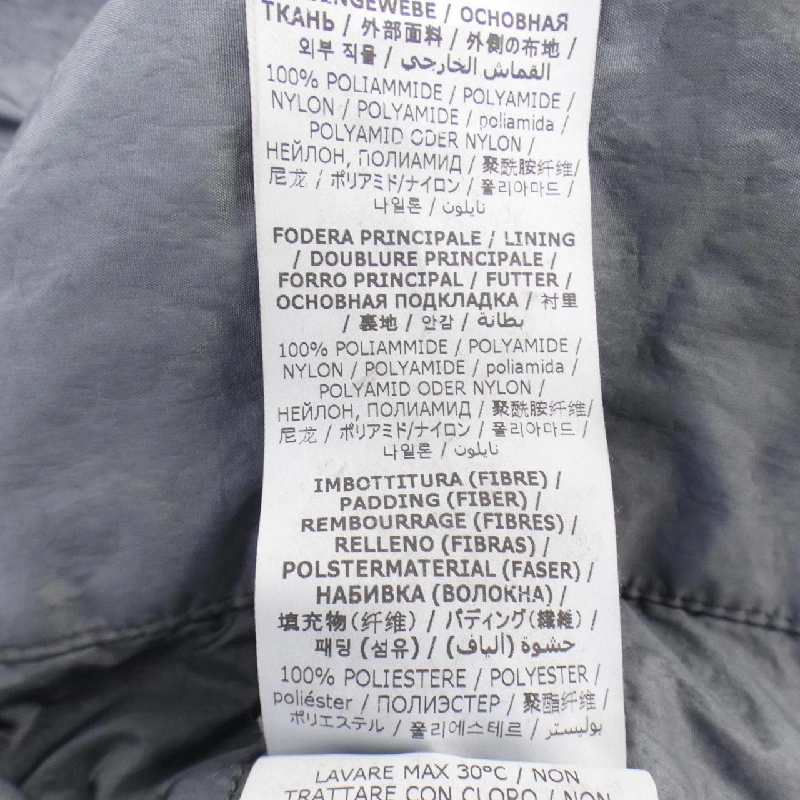 ENGEWEBE / ОСНОВНАЯ
ТКАНЬ / 外部面料 / 外側の布地 /
외부 직물 / القماش الخارجي /
100% POLIAMMIDE / POLYAMIDE /
NYLON / POLYAMIDE / poliamida /
POLYAMID ODER NYLON /
НЕЙЛОН, ПОЛИАМИД / 聚酰胺纤维/
尼龙 / ポリアミド/ナイロン / 폴리아마드 /
나일론 / نايلون
FODERA PRINCIPALE / LINING
/ DOUBLURE PRINCIPALE /
FORRO PRINCIPAL / FUTTER /
ОСНОВНАЯ ПОДКЛАДКА / 衬里
/ 裏地 / 안감 / بطانة
100% POLIAMMIDE / POLYAMIDE /
NYLON / POLYAMIDE / poliamida /
POLYAMID ODER NYLON /
НЕЙЛОН, ПОЛИАМИД / 聚酰胺纤维/
尼龙 / ポリアミド/ナイロン / 폴리아마드 /
나일론 / نايلون
IMBOTTITURA (FIBRE) /
PADDING (FIBER) /
REMBOURRAGE (FIBRES) /
RELLENO (FIBRAS) /
POLSTERMATERIAL (FASER) /
НАБИВКА (ВОЛОКНА) /
填充物(纤维) / パディング(繊維) /
패딩 (섬유) / حشوة (ألياف) /
100% POLIESTERE / POLYESTER /
poliéster / ПОЛИЭСТЕР / 聚酯纤维 /
ポリエステル / 폴리에스테르 / بوليستر
LAVARE MAX 30°C / NON
TRATTARE CON CLORO / NON